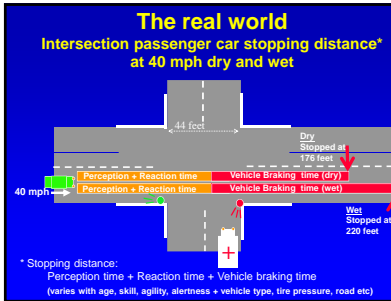 The real world
Intersection passenger car stopping distance*
at 40 mph dry and wet
44 feet
Dry
Stopped at
176 feet
Perception + Reaction time
Vehicle Braking time (dry)
40 mph
Perception + Reaction time
Vehicle Braking time (wet)
Wet
Stopped at
220 feet
* Stopping distance:
Perception time + Reaction time + Vehicle braking time
(varies with age, skill, agility, alertness + vehicle type, tire pressure, road etc)